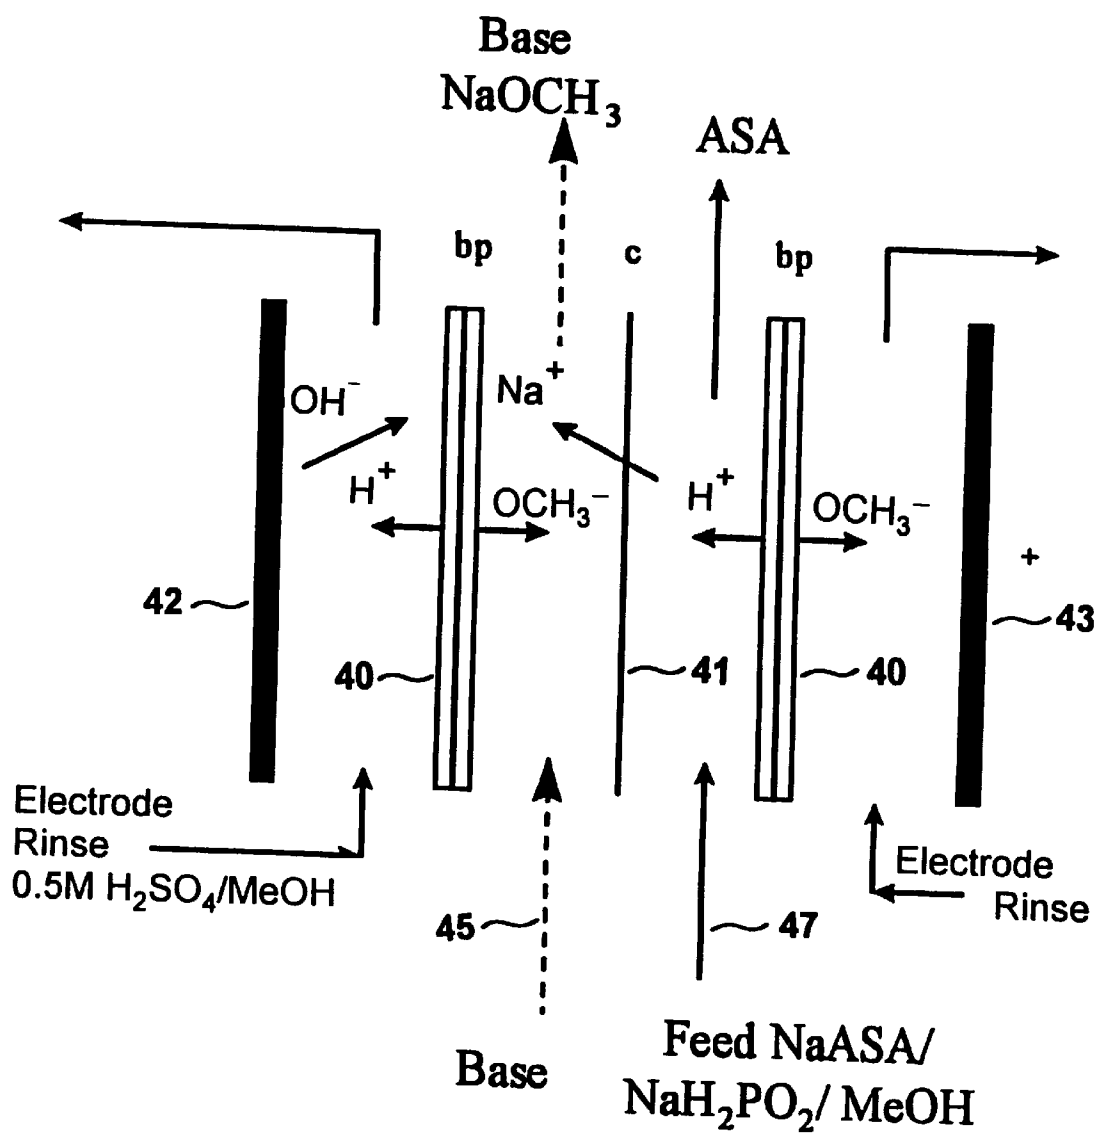 Base
NaOCH₃
ASA
bp
c
bp
OH⁻
Na⁺
H⁺
OCH₃⁻
H⁺
OCH₃⁻
+
42
43
40
41
40
Electrode
Rinse
0.5M H₂SO₄/MeOH
Electrode
Rinse
45
47
Base
Feed NaASA/
NaH₂PO₂/ MeOH